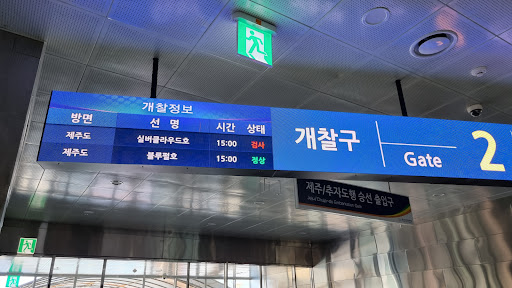 개찰정보
방면 선 명 시간 상태
제주도 실버클라우드호 15:00 검사
제주도 블루펄호 15:00 정상
개찰구
Gate 2
제주/추자도행 승선 출입구